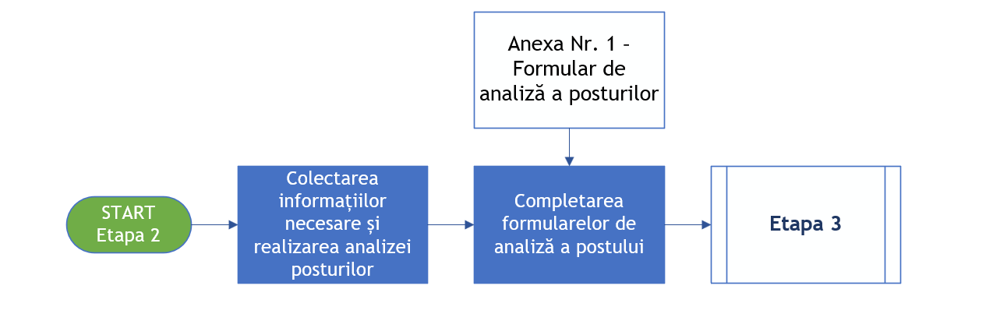 Anexa Nr. 1 –
Formular de
analiză a posturilor
START
Etapa 2
Colectarea
informațiilor
necesare și
realizarea analizei
posturilor
Completarea
formularelor de
analiză a postului
Etapa 3